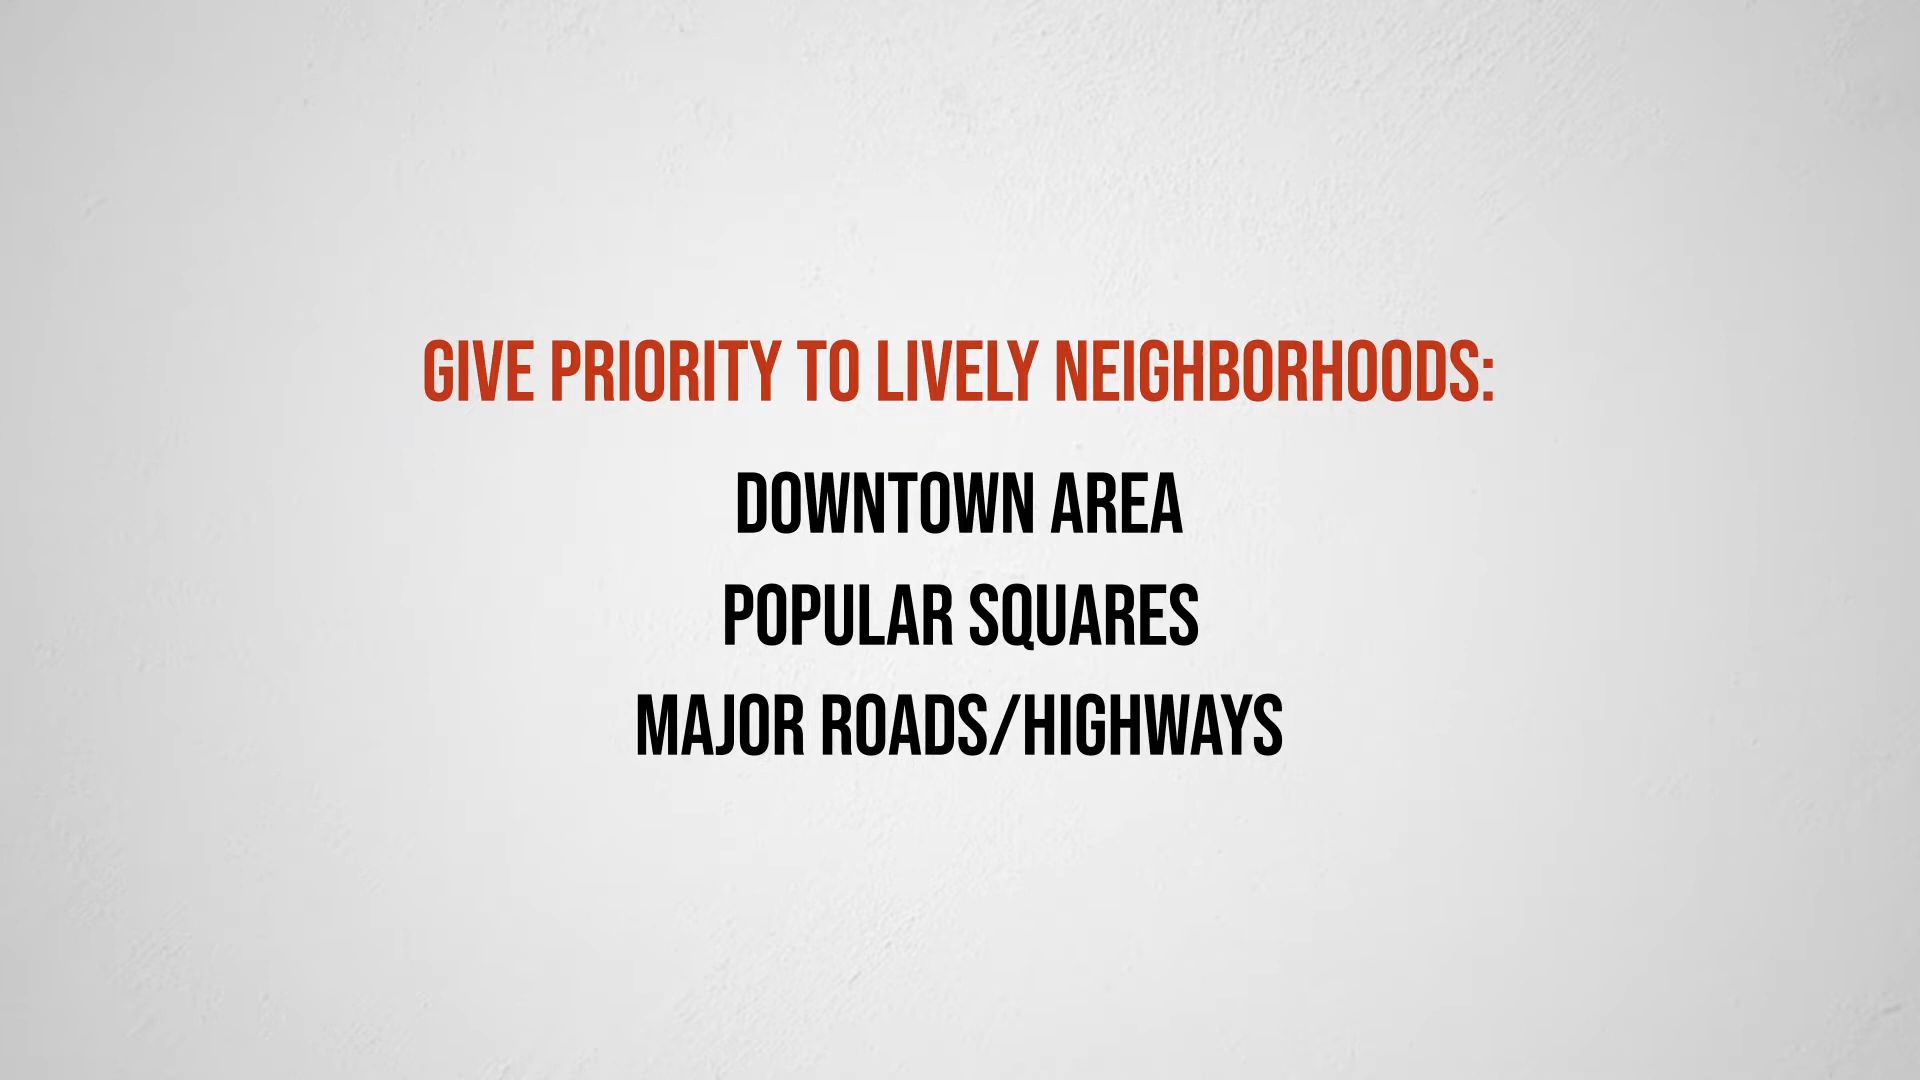 GIVE PRIORITY TO LIVELY NEIGHBORHOODS:
DOWNTOWN AREA
POPULAR SQUARES
MAJOR ROADS/HIGHWAYS